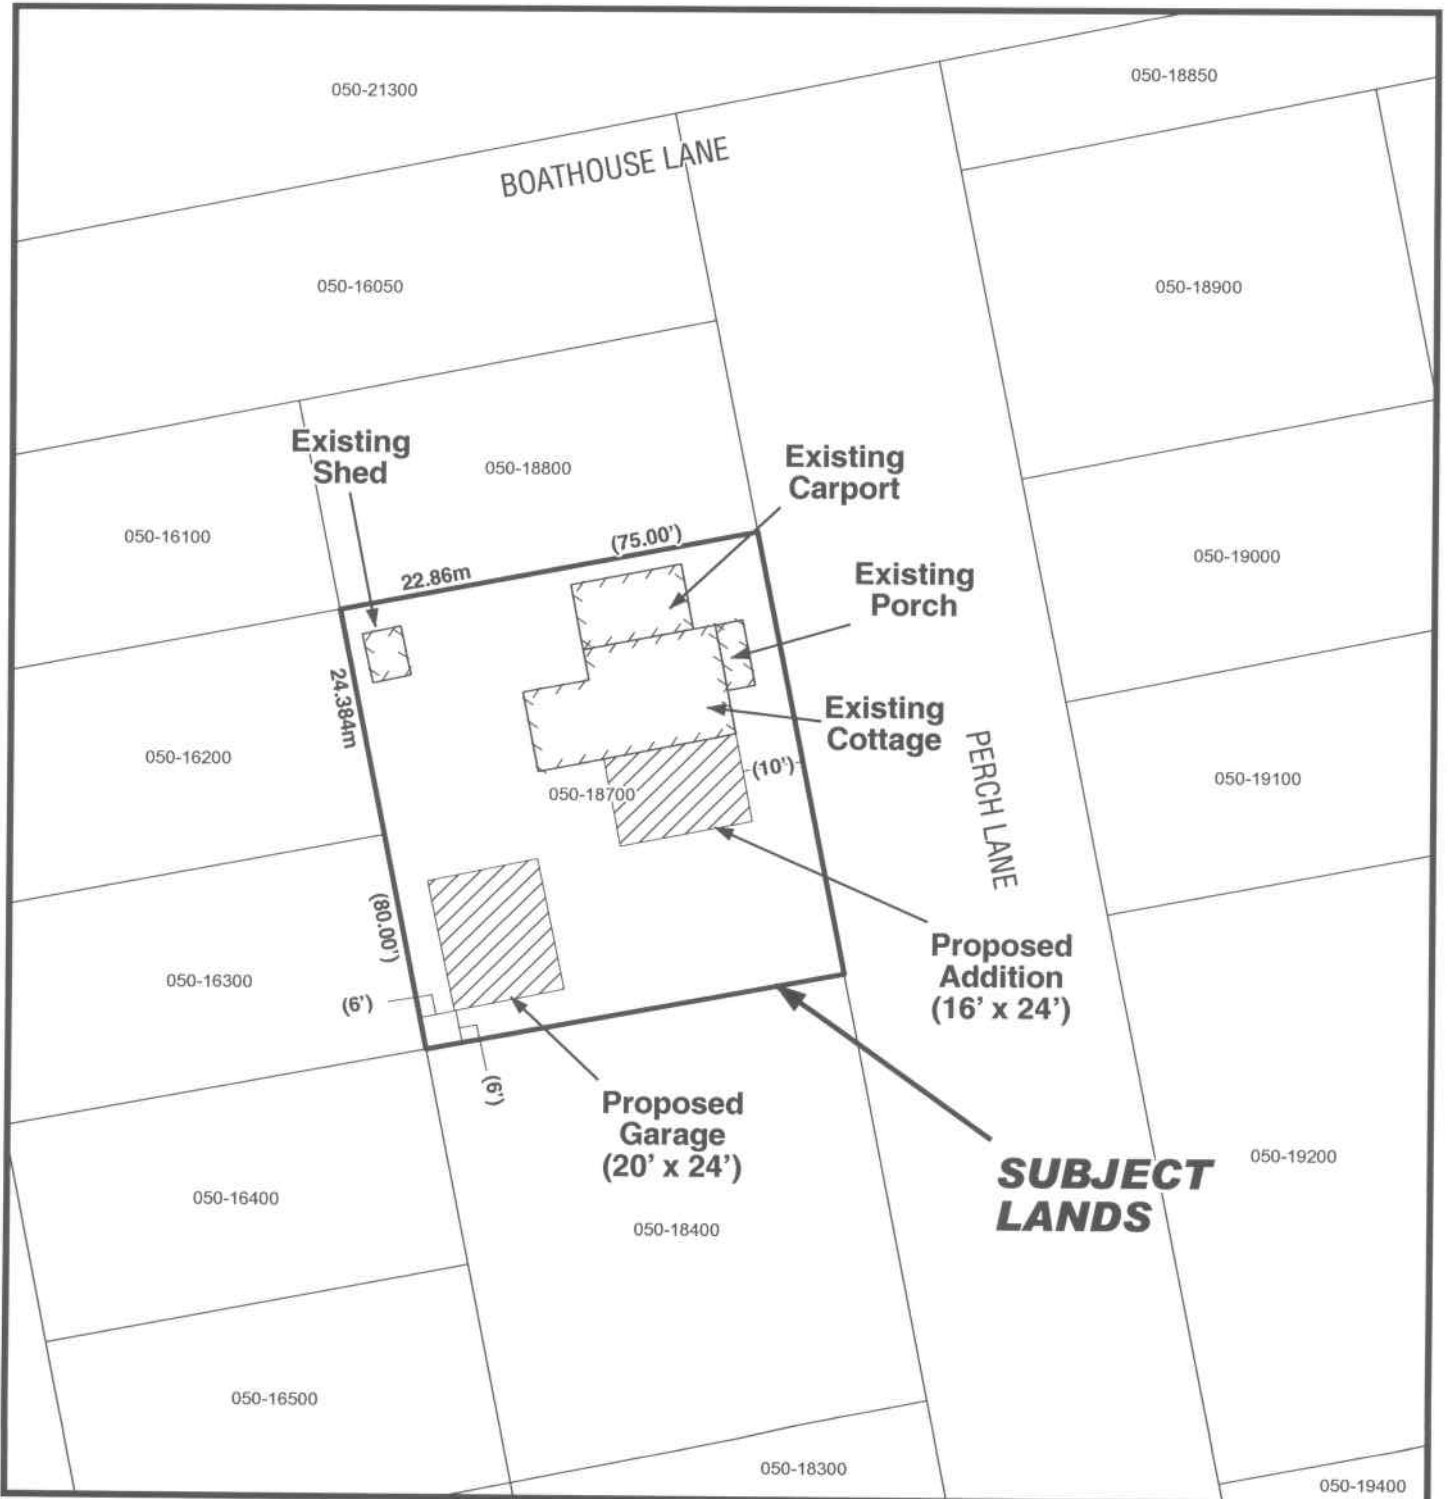 050-21300
050-18850
BOATHOUSE LANE
050-16050
050-18900
Existing
Shed
050-18800
Existing
Carport
050-16100
(75.00')
22.86m
050-19000
Existing
Porch
24.384m
050-16200
Existing
Cottage
PERCH LANE
(10')
050-18700
050-19100
(80.00')
Proposed
Addition
(16' x 24')
050-16300
(6')
(6')
Proposed
Garage
(20' x 24')
SUBJECT
LANDS
050-19200
050-16400
050-18400
050-16500
050-18300
050-19400